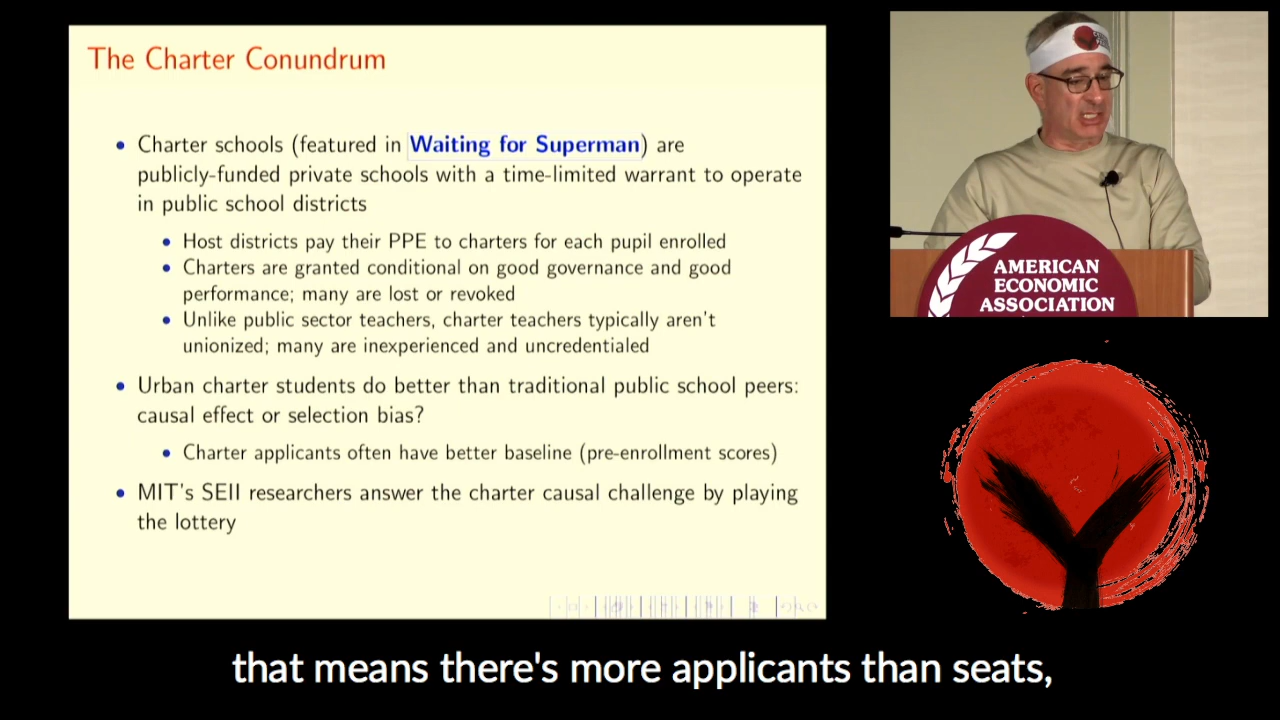 The Charter Conundrum
• Charter schools (featured in Waiting for Superman) are
publicly-funded private schools with a time-limited warrant to operate
in public school districts
• Host districts pay their PPE to charters for each pupil enrolled
• Charters are granted conditional on good governance and good
performance; many are lost or revoked
• Unlike public sector teachers, charter teachers typically aren't
unionized; many are inexperienced and uncredentialed
• Urban charter students do better than traditional public school peers:
causal effect or selection bias?
• Charter applicants often have better baseline (pre-enrollment scores)
• MIT's SEII researchers answer the charter causal challenge by playing
the lottery
AMERICAN
ECONOMIC
ASSOCIATION
that means there's more applicants than seats,